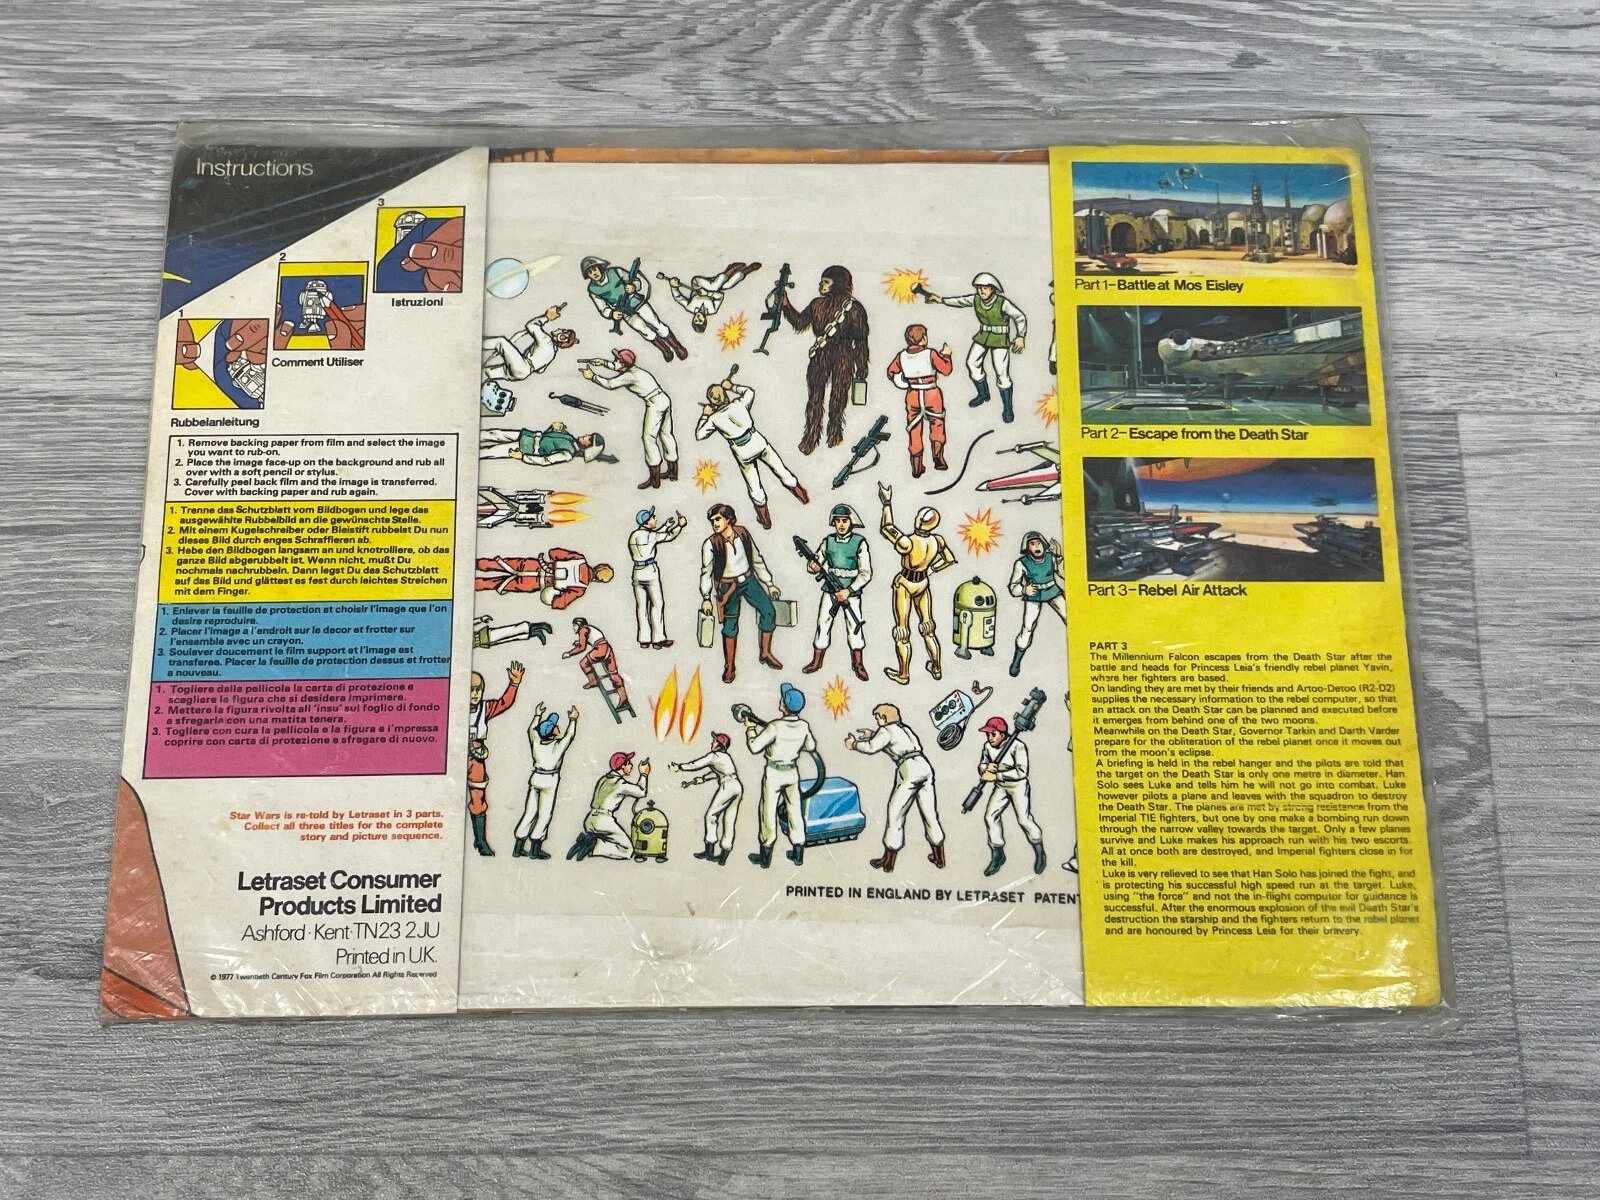 Instructions
3
Istruzioni
2
Comment Utiliser
1
Rubbelanleitung
1. Remove backing paper from film and select the image
you want to rub-on.
2. Place the image face-up on the background and rub all
over with a soft pencil or stylus.
3. Carefully peel back film and the image is transferred.
Cover with backing paper and rub again.
1. Trenne das Schutzblatt vom Bildbogen und lege das
ausgewählte Rubbelbild an die gewünschte Stelle.
2. Mit einem Kugelschreiber oder Bleistift rubbelst Du nun
dieses Bild durch enges Schraffieren ab.
3. Hebe den Bildbogen langsam an und knotrolliere, ob das
ganze Bild abgerubbelt ist. Wenn nicht, mußt Du
nochmals nachrubbeln. Dann legst Du das Schutzblatt
auf das Bild und glättest es fest durch leichtes Streichen
mit dem Finger.
1. Enlever la feuille de protection et choisir l'image que l'on
desire reproduire.
2. Placer l'image a l'endroit sur le decor et frotter sur
l'ensemble avec un crayon.
3. Soulever doucement le film support et l'image est
transferee. Placer la feuille de protection dessus et frotter
a nouveau.
1. Togliere dalla pellicola la carta di protezione e
scegliere la figura che si desidera imprimere.
2. Mettere la figura rivolta all 'insu' sul foglio di fondo
e sfregarla con una matita tenera.
3. Togliere con cura la pellicola e la figura e i'mpressa
coprire con carta di protezione e sfregare di nuovo.
Star Wars is re-told by Letraset in 3 parts.
Collect all three titles for the complete
story and picture sequence.
Letraset Consumer
Products Limited
Ashford·Kent·TN23 2JU
Printed in U.K.
© 1977 Twentieth Century Fox Film Corporation All Rights Reserved
PRINTED IN ENGLAND BY LETRASET PATENT
Part 1–Battle at Mos Eisley
Part 2–Escape from the Death Star
Part 3–Rebel Air Attack
PART 3
The Millennium Falcon escapes from the Death Star after the
battle and heads for Princess Leia's friendly rebel planet Yavin,
where her fighters are based.
On landing they are met by their friends and Artoo-Detoo (R2-D2)
supplies the necessary information to the rebel computer, so that
an attack on the Death Star can be planned and executed before
it emerges from behind one of the two moons.
Meanwhile on the Death Star, Governor Tarkin and Darth Varder
prepare for the obliteration of the rebel planet once it moves out
from the moon's eclipse.
A briefing is held in the rebel hanger and the pilots are told that
the target on the Death Star is only one metre in diameter. Han
Solo sees Luke and tells him he will not go into combat. Luke
however pilots a plane and leaves with the squadron to destroy
the Death Star. The planes are met by strong resistance from the
Imperial TIE fighters, but one by one make a bombing run down
through the narrow valley towards the target. Only a few planes
survive and Luke makes his approach run with his two escorts.
All at once both are destroyed, and Imperial fighters close in for
the kill.
Luke is very relieved to see that Han Solo has joined the fight, and
is protecting his successful high speed run at the target. Luke,
using "the force" and not the in-flight computor for guidance is
successful. After the enormous explosion of the evil Death Star's
destruction the starship and the fighters return to the rebel planet
and are honoured by Princess Leia for their bravery.